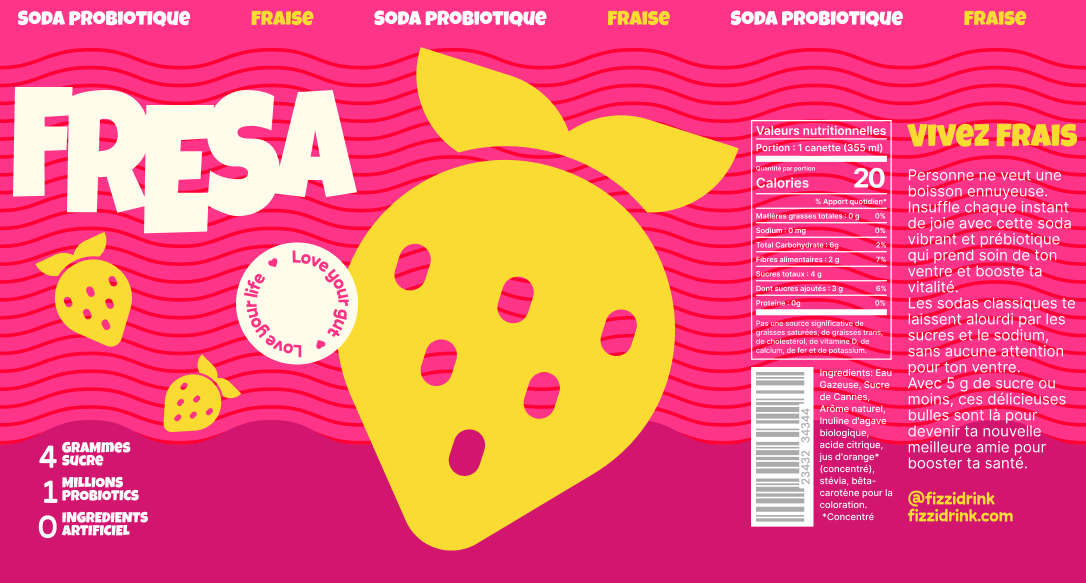 SODA PROBIOTIQUE FRAISE SODA PROBIOTIQUE FRAISE SODA PROBIOTIQUE FRAISE
FRESA
Love your gut
Love your life
4 GRAMMES
SUCRE
1 MILLIONS
PROBIOTICS
0 INGREDIENTS
ARTIFICIEL
Valeurs nutritionnelles
Portion : 1 canette (355 ml)
Quantité par portion
Calories 20
% Apport quotidien*
Matières grasses totales : 0 g 0%
Sodium : 0 mg 0%
Total Carbohydrate : 6g 2%
Fibres alimentaires : 2 g 7%
Sucres totaux : 4 g
Dont sucres ajoutés : 3 g 6%
Proteine : 0g 0%
Pas une source significative de
graisses saturées, de graisses trans,
de cholestérol, de vitamine D, de
calcium, de fer et de potassium.
23432 34344
Ingredients: Eau
Gazeuse, Sucre
de Cannes,
Arôme naturel,
Inuline d'agave
biologique,
acide citrique,
jus d'orange*
(concentré),
stévia, bêta-
carotène pour la
coloration.
*Concentré
VIVEZ FRAIS
Personne ne veut une
boisson ennuyeuse.
Insuffle chaque instant
de joie avec cette soda
vibrant et prébiotique
qui prend soin de ton
ventre et booste ta
vitalité.
Les sodas classiques te
laissent alourdi par les
sucres et le sodium,
sans aucune attention
pour ton ventre.
Avec 5 g de sucre ou
moins, ces délicieuses
bulles sont là pour
devenir ta nouvelle
meilleure amie pour
booster ta santé.
@fizzidrink
fizzidrink.com